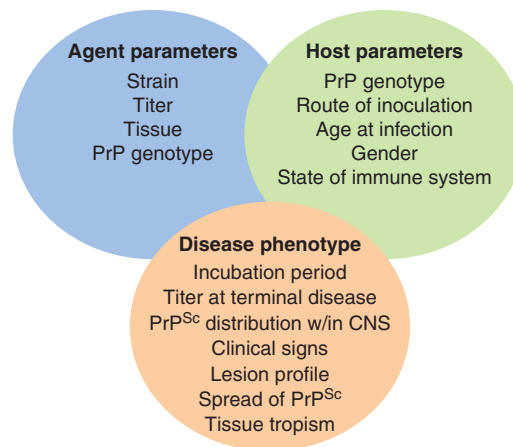 Agent parameters
Strain
Titer
Tissue
PrP genotype
Host parameters
PrP genotype
Route of inoculation
Age at infection
Gender
State of immune system
Disease phenotype
Incubation period
Titer at terminal disease
PrPSc distribution w/in CNS
Clinical signs
Lesion profile
Spread of PrPSc
Tissue tropism